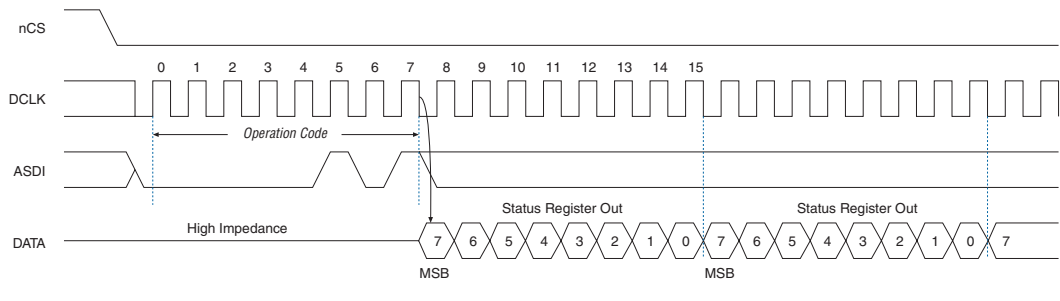 nCS
0 1 2 3 4 5 6 7 8 9 10 11 12 13 14 15
DCLK
Operation Code
ASDI
Status Register Out Status Register Out
High Impedance
DATA 7 6 5 4 3 2 1 0 7 6 5 4 3 2 1 0 7
MSB MSB